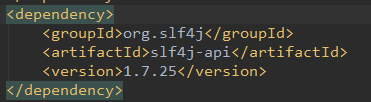 <dependency>
<groupId>org.slf4j</groupId>
<artifactId>slf4j-api</artifactId>
<version>1.7.25</version>
</dependency>